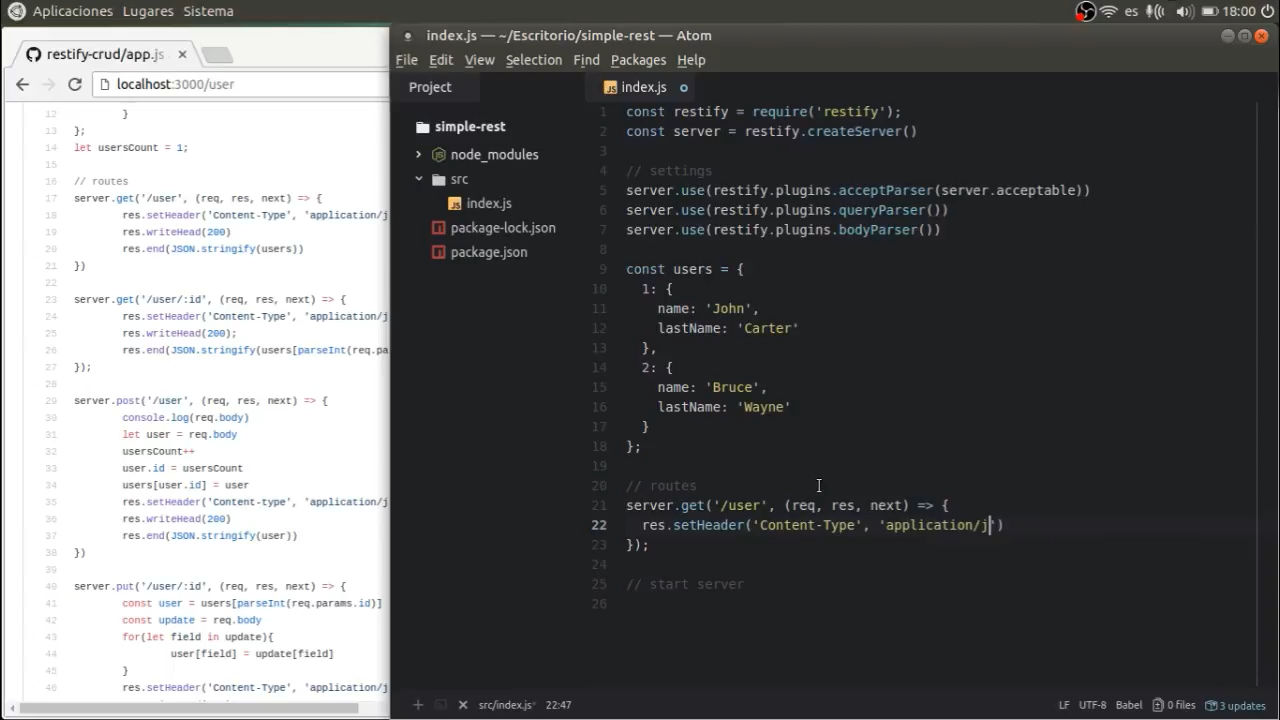 Aplicaciones Lugares Sistema
es
18:00
restify-crud/app.js
localhost:3000/user
12 }
13 };
14 let usersCount = 1;
15
16 // routes
17 server.get('/user', (req, res, next) => {
18 res.setHeader('Content-Type', 'application/j
19 res.writeHead(200)
20 res.end(JSON.stringify(users))
21 })
22
23 server.get('/user/:id', (req, res, next) => {
24 res.setHeader('Content-Type', 'application/j
25 res.writeHead(200);
26 res.end(JSON.stringify(users[parseInt(req.pa
27 });
28
29 server.post('/user', (req, res, next) => {
30 console.log(req.body)
31 let user = req.body
32 usersCount++
33 user.id = usersCount
34 users[user.id] = user
35 res.setHeader('Content-type', 'application/j
36 res.writeHead(200)
37 res.end(JSON.stringify(user))
38 })
39
40 server.put('/user/:id', (req, res, next) => {
41 const user = users[parseInt(req.params.id)]
42 const update = req.body
43 for(let field in update){
44 user[field] = update[field]
45 }
46 res.setHeader('Content-Type', 'application/j
index.js — ~/Escritorio/simple-rest — Atom
File Edit View Selection Find Packages Help
Project
simple-rest
node_modules
src
index.js
package-lock.json
package.json
index.js
1 const restify = require('restify');
2 const server = restify.createServer()
3
4 // settings
5 server.use(restify.plugins.acceptParser(server.acceptable))
6 server.use(restify.plugins.queryParser())
7 server.use(restify.plugins.bodyParser())
8
9 const users = {
10 1: {
11 name: 'John',
12 lastName: 'Carter'
13 },
14 2: {
15 name: 'Bruce',
16 lastName: 'Wayne'
17 }
18 };
19
20 // routes
21 server.get('/user', (req, res, next) => {
22 res.setHeader('Content-Type', 'application/j')
23 });
24
25 // start server
26
src/index.js* 22:47
LF UTF-8 Babel 0 files 3 updates